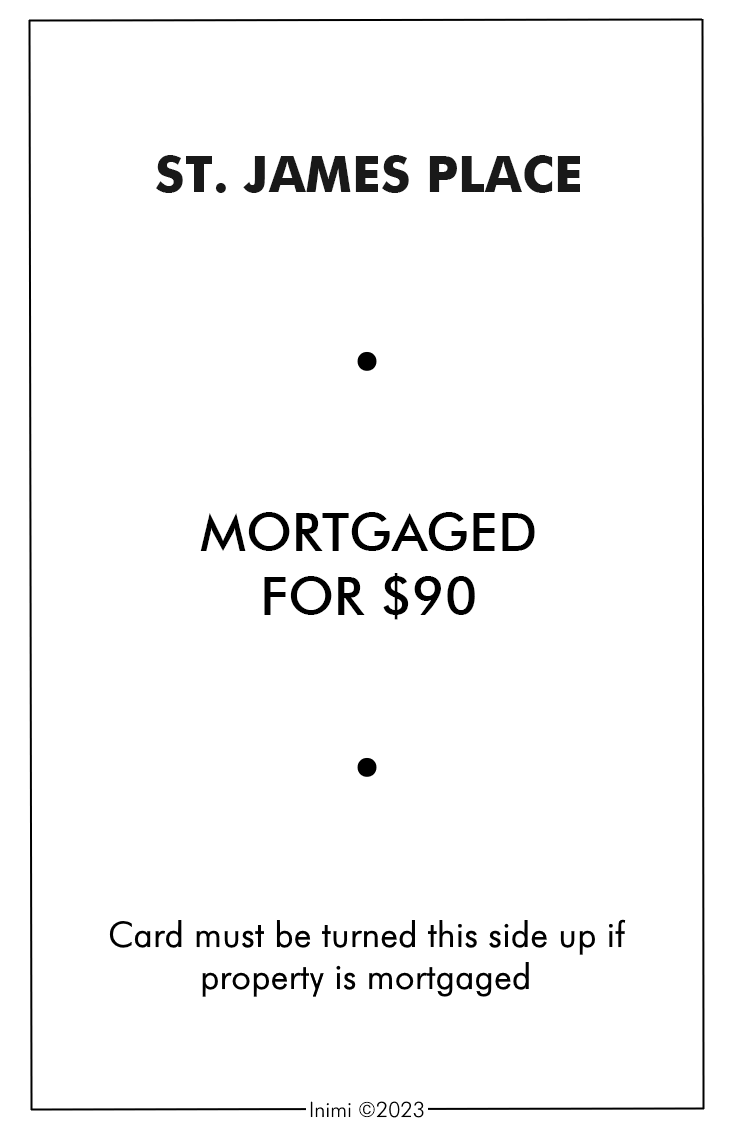 ST. JAMES PLACE
•
MORTGAGED
FOR $90
•
Card must be turned this side up if
property is mortgaged
Inimi ©2023